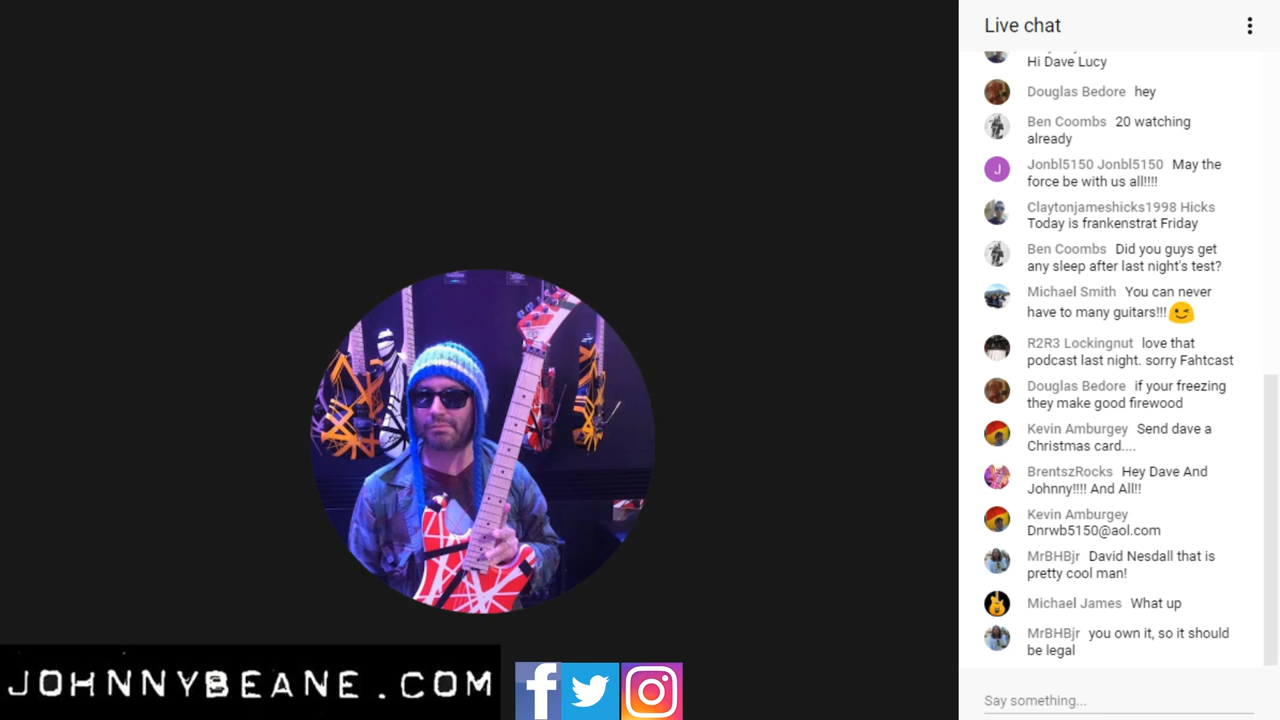 Live chat
Hi Dave Lucy
Douglas Bedore hey
Ben Coombs 20 watching
already
J
Jonbl5150 Jonbl5150 May the
force be with us all!!!!
Claytonjameshicks1998 Hicks
Today is frankenstrat Friday
Ben Coombs Did you guys get
any sleep after last night's test?
Michael Smith You can never
have to many guitars!!!
R2R3 Lockingnut love that
podcast last night. sorry Fahtcast
Douglas Bedore if your freezing
they make good firewood
Kevin Amburgey Send dave a
Christmas card....
BrentszRocks Hey Dave And
Johnny!!!! And All!!
Kevin Amburgey
Dnrwb5150@aol.com
MrBHBjr David Nesdall that is
pretty cool man!
Michael James What up
MrBHBjr you own it, so it should
be legal
Say something...
JOHNNYBEANE.COM